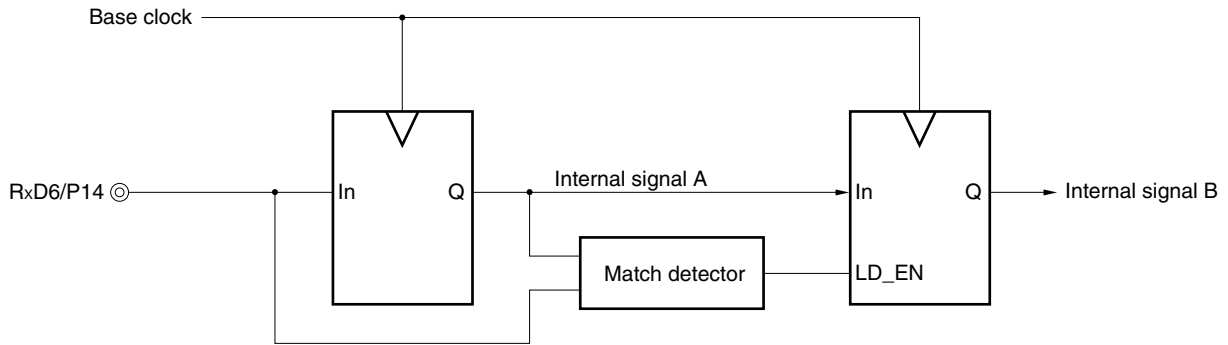 Base clock
RxD6/P14
In
Q
Internal signal A
In
Q
Internal signal B
Match detector
LD_EN